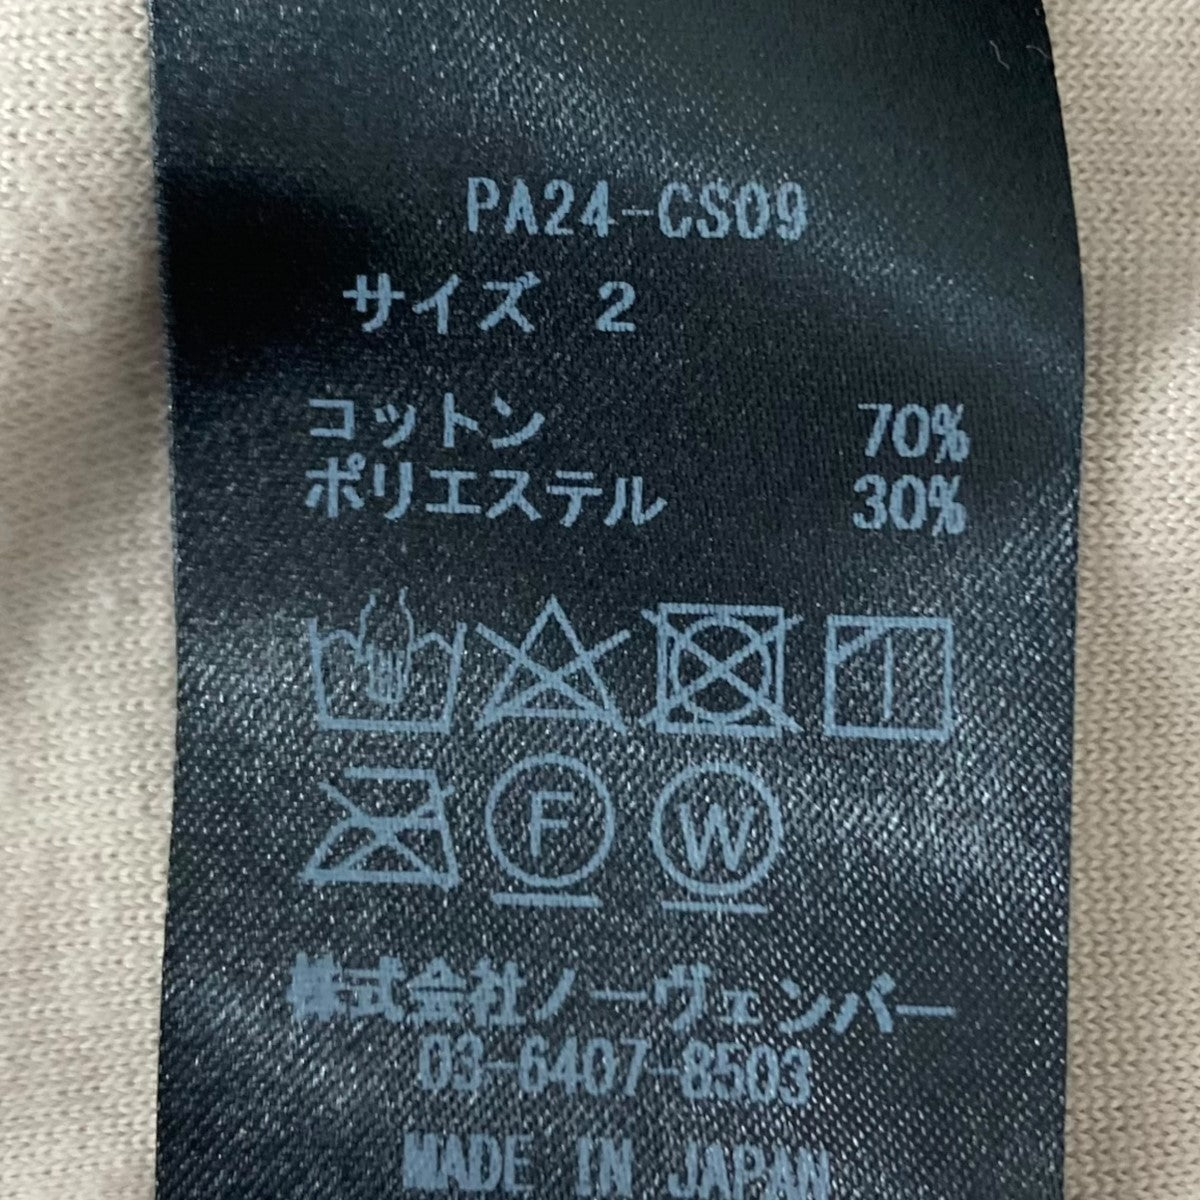 PA24-CS09
サイズ 2
コットン 70%
ポリエステル 30%
F W
株式会社ノーヴェンバー
03-6407-8503
MADE IN JAPAN